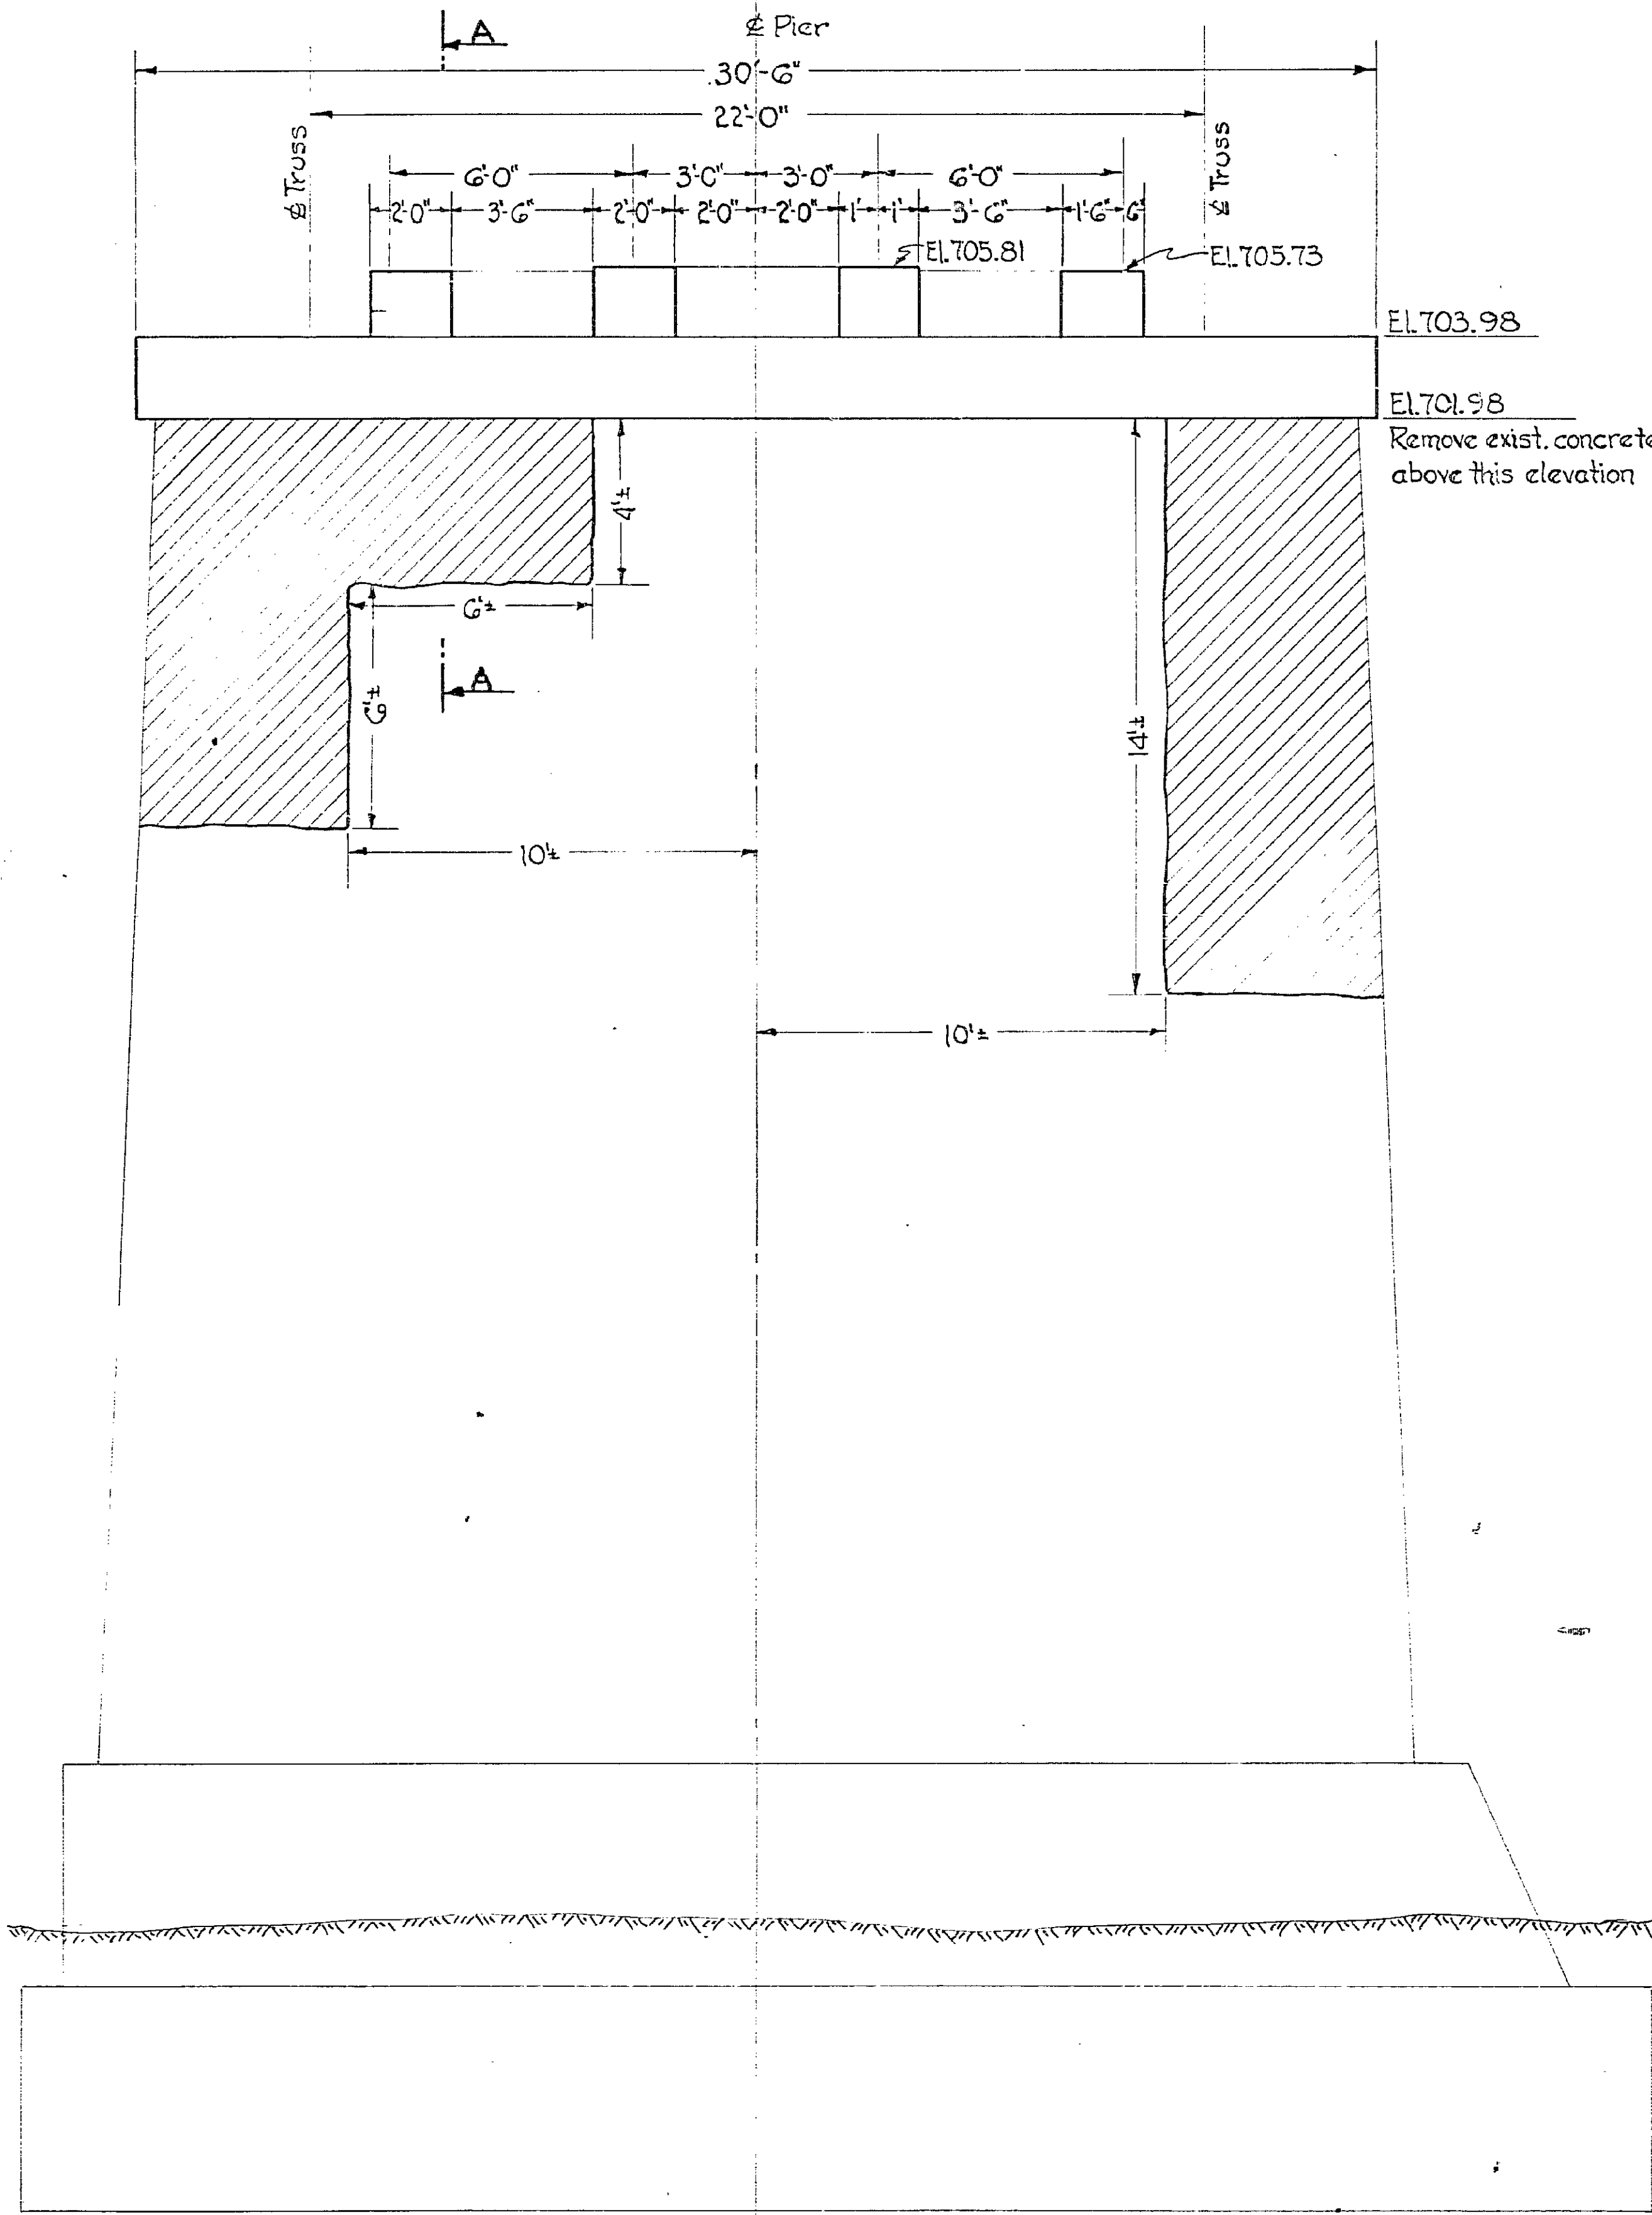 A
℄ Pier
30'-6"
22'-0"
℄ Truss
℄ Truss
6'-0" 3'-0" 3'-0" 6'-0"
2'-0" 3'-6" 2'-0" 2'-0" 2'-0" 1' 1' 3'-6" 1'-6" 6"
El. 705.81
El. 705.73
El. 703.98
El. 701.98
Remove exist. concrete
above this elevation
4'±
6'±
A
6'±
14'±
10'±
10'±